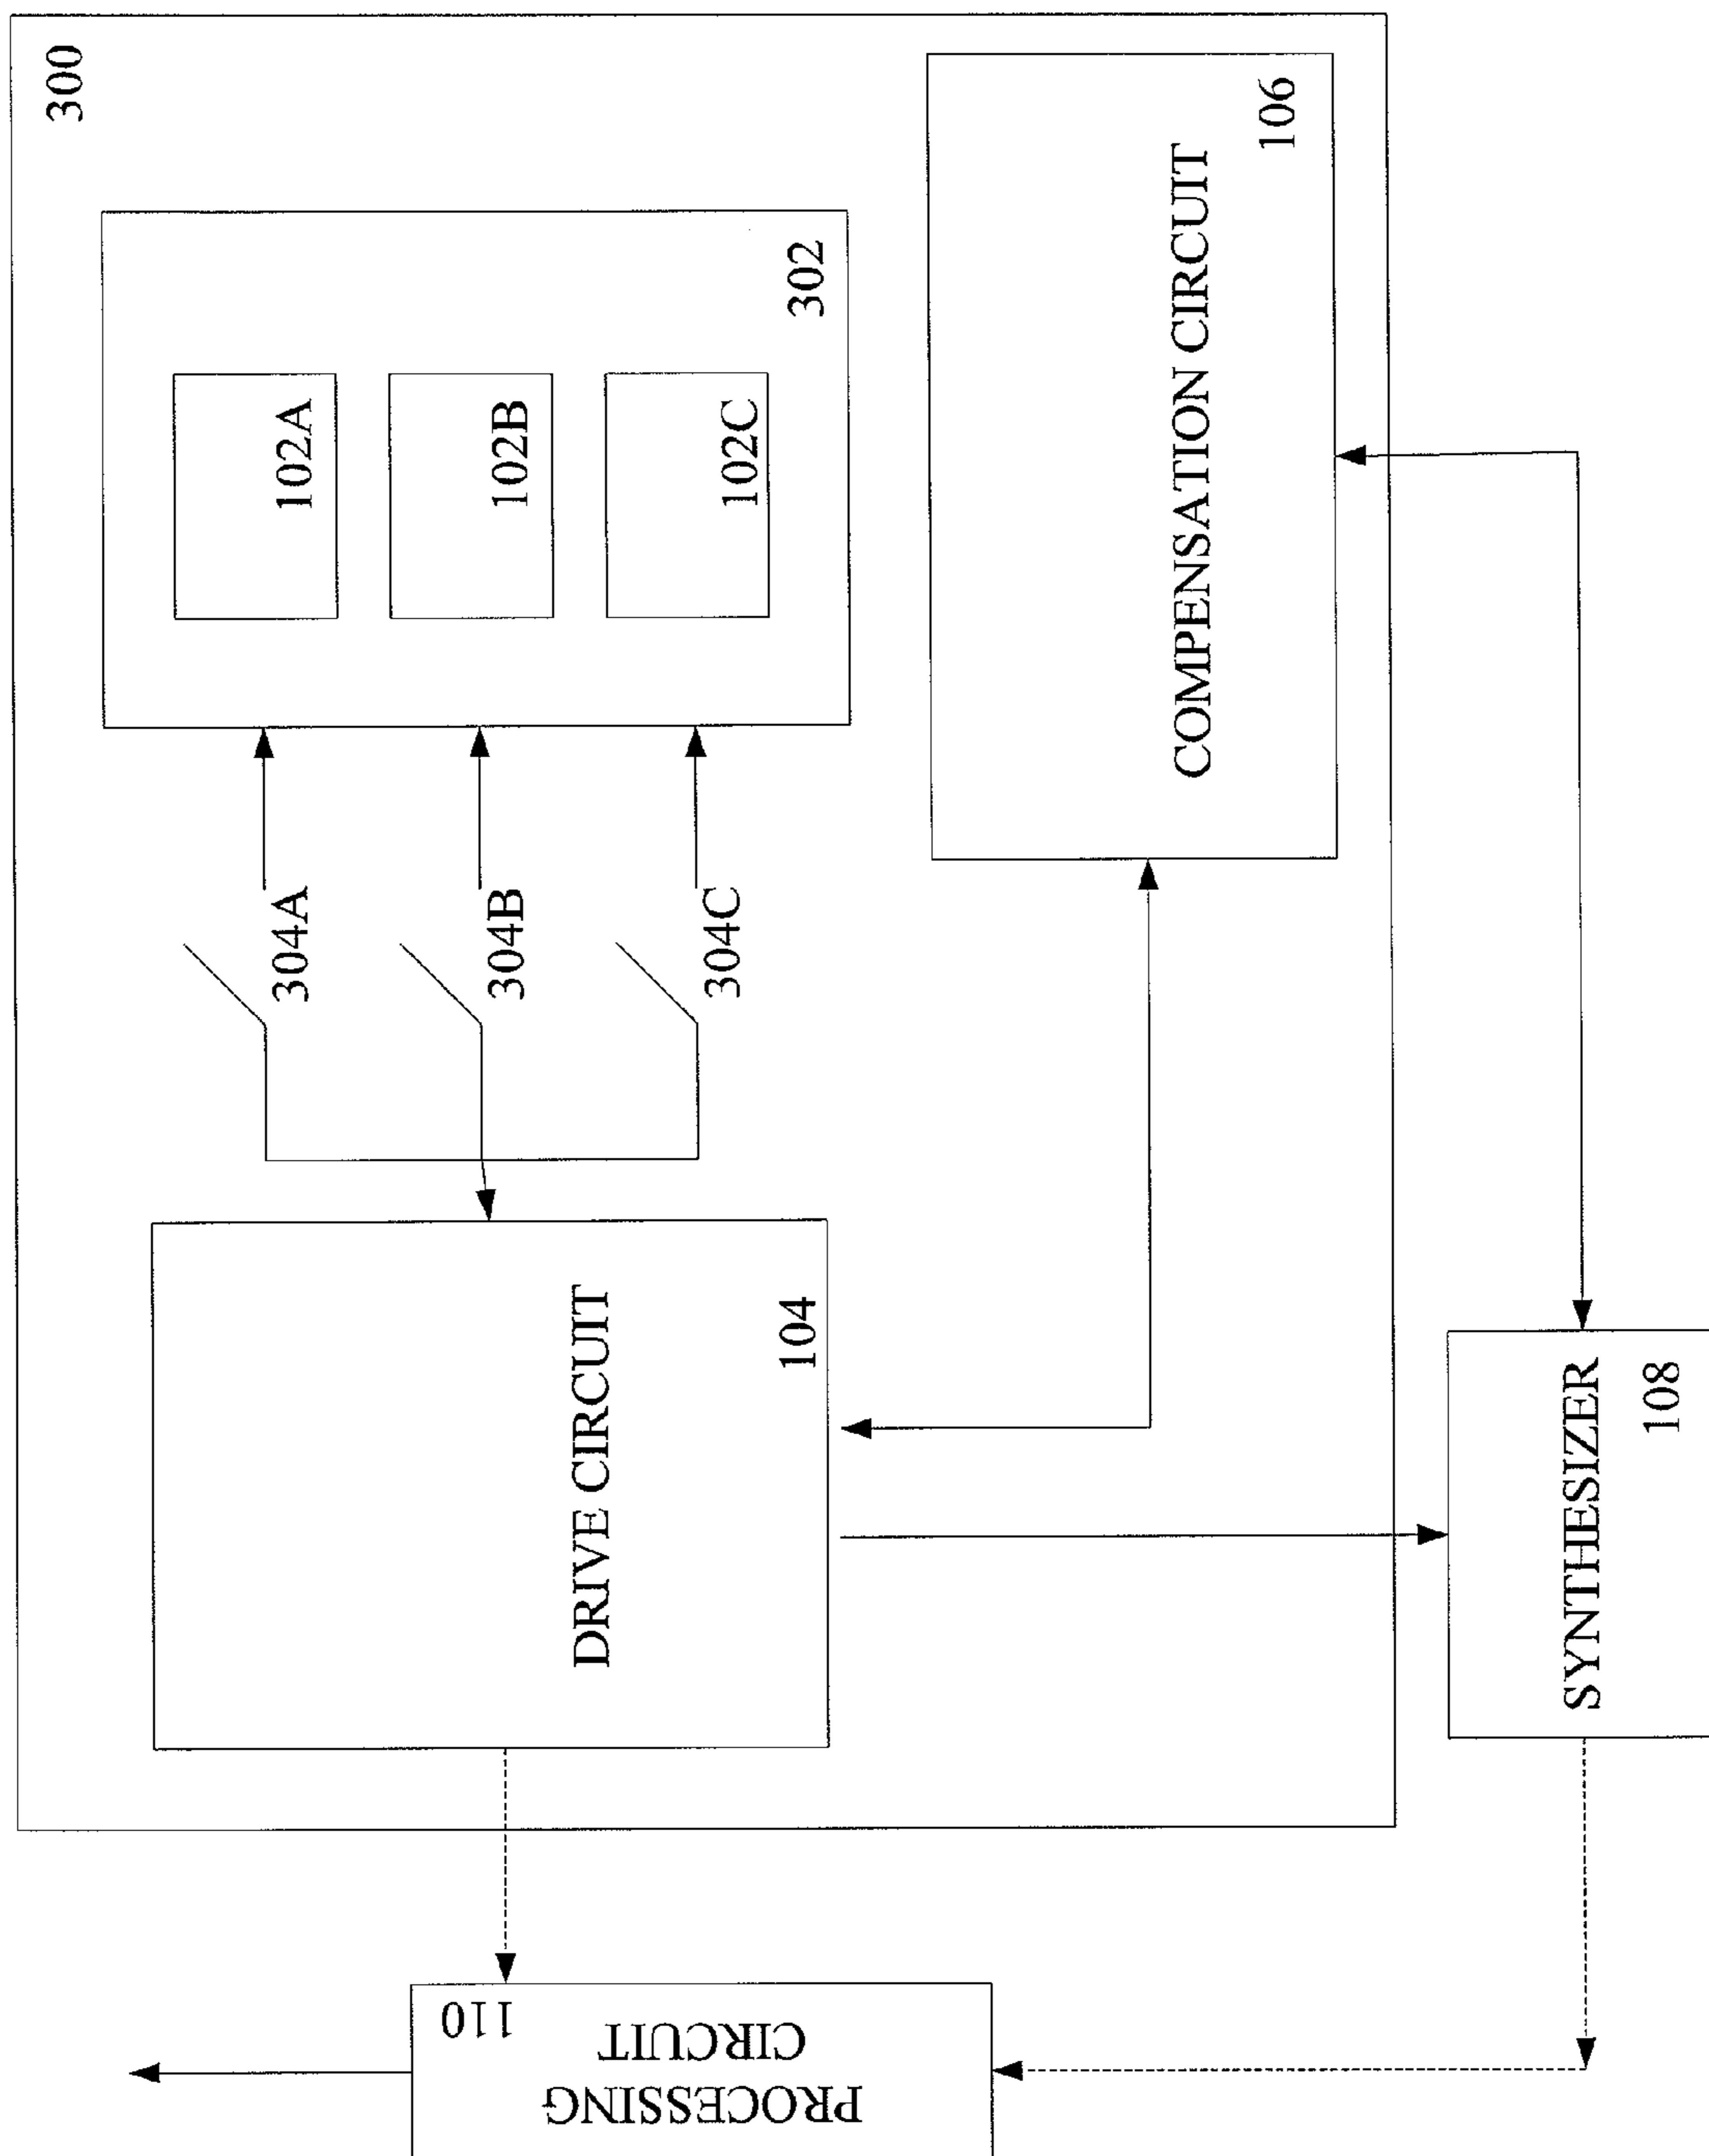 300
302
102A
102B
102C
304A
304B
304C
COMPENSATION CIRCUIT
106
DRIVE CIRCUIT
104
SYNTHESIZER
108
PROCESSING
CIRCUIT
110